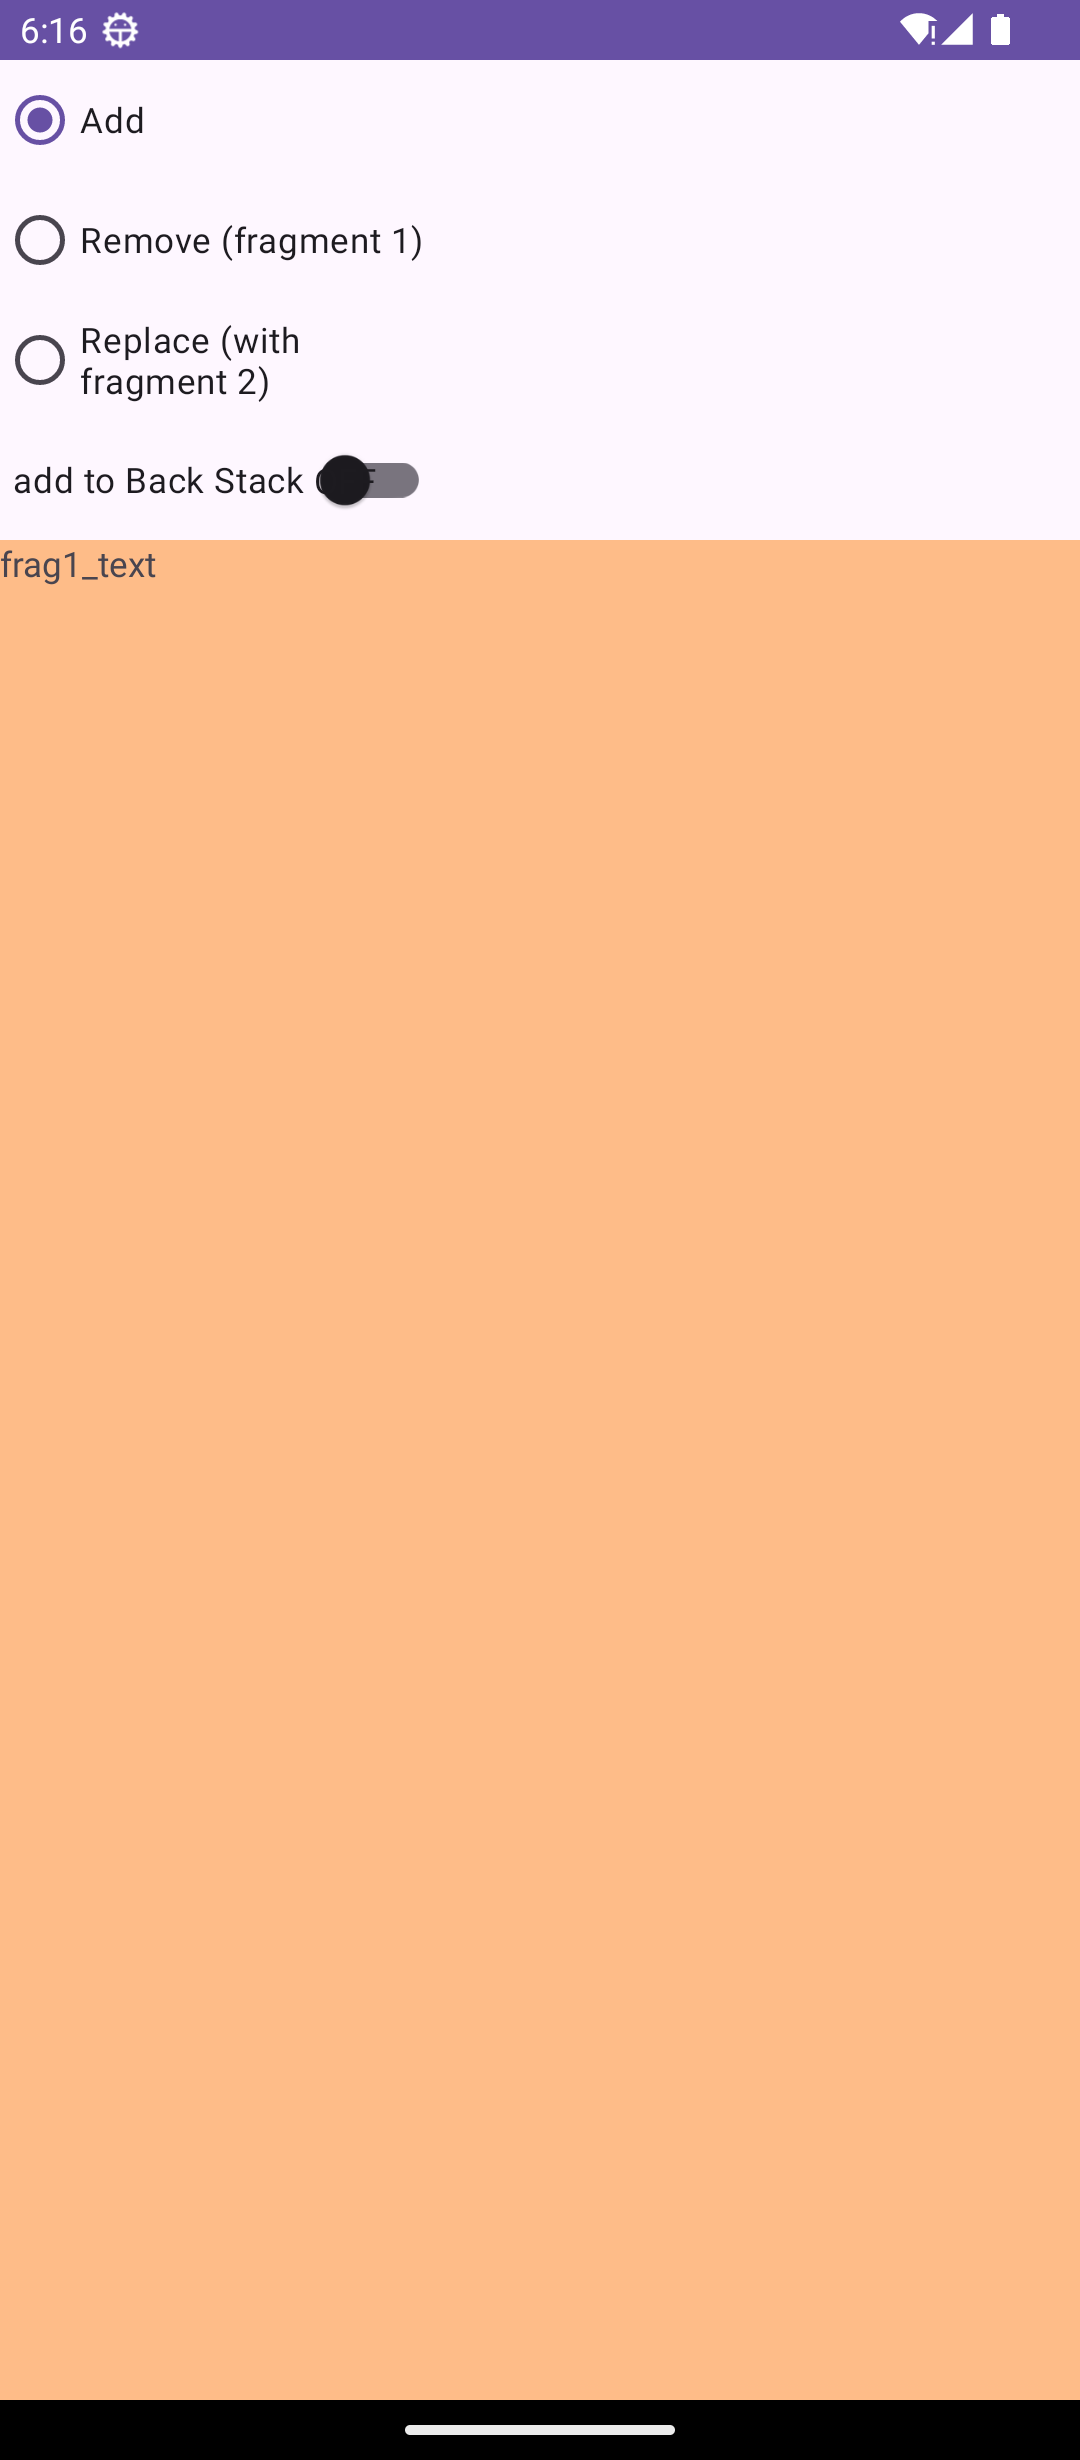 6:16
Add
Remove (fragment 1)
Replace (with
fragment 2)
add to Back Stack
frag1_text